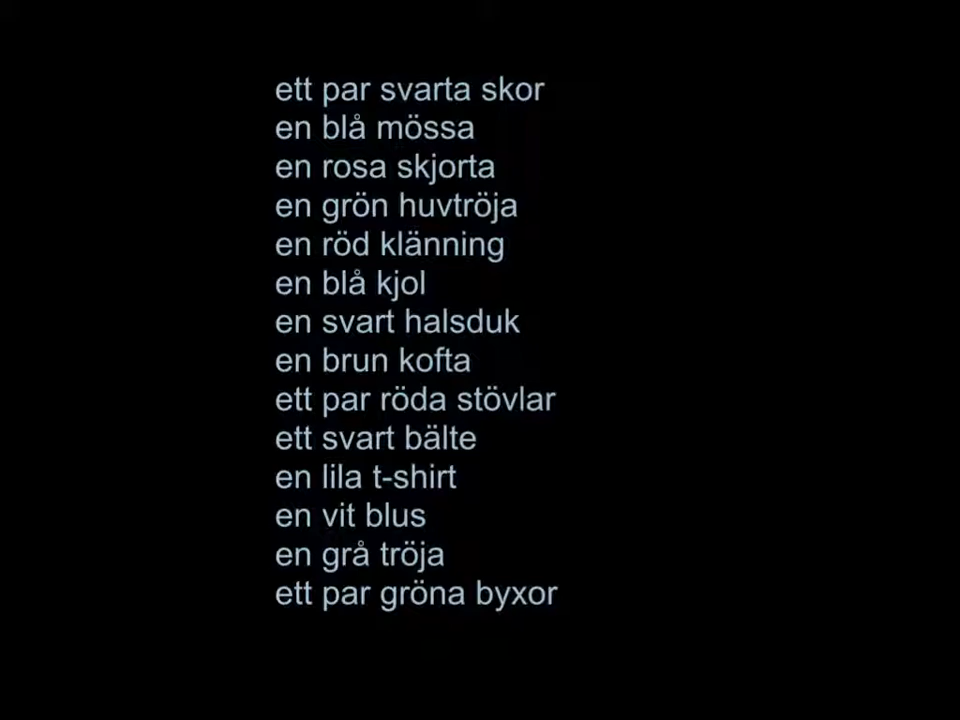 ett par svarta skor
en blå mössa
en rosa skjorta
en grön huvtröja
en röd klänning
en blå kjol
en svart halsduk
en brun kofta
ett par röda stövlar
ett svart bälte
en lila t-shirt
en vit blus
en grå tröja
ett par gröna byxor